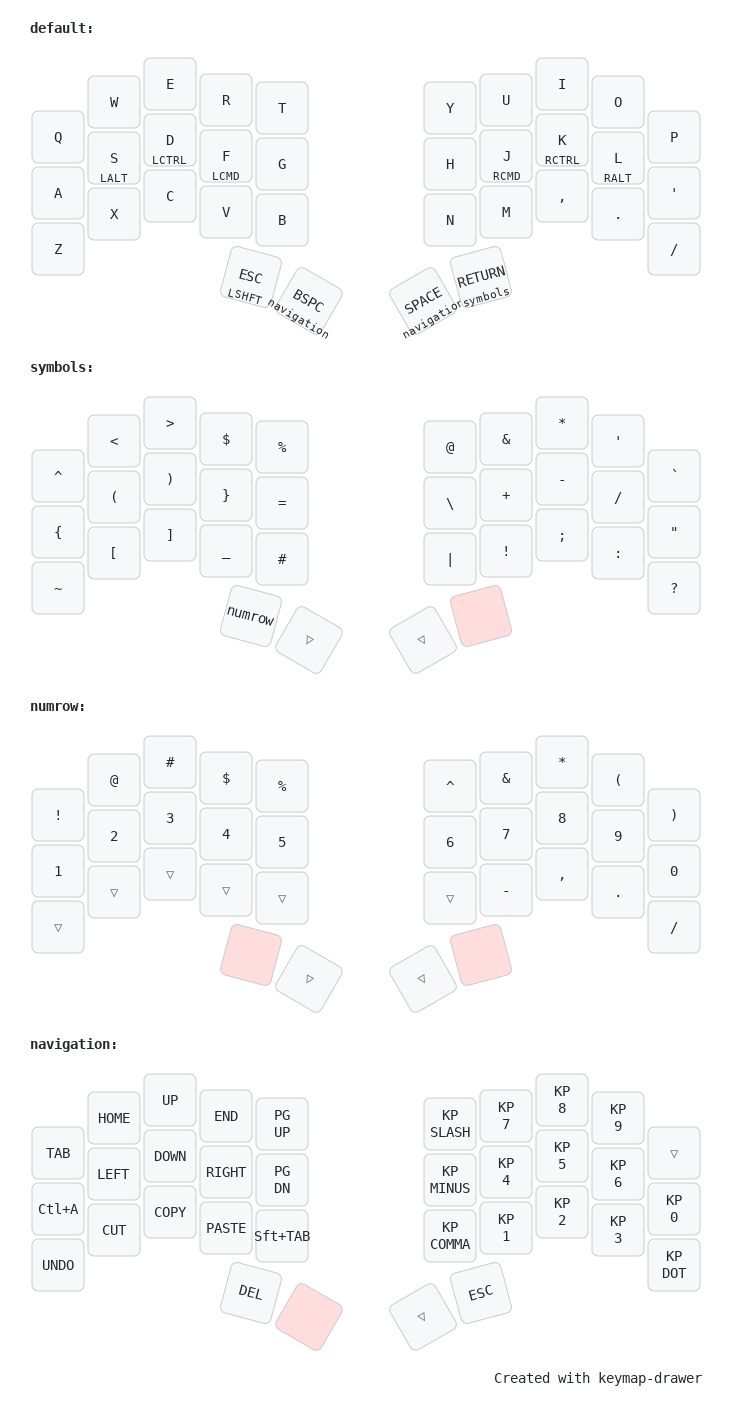 default:
Q W E R T Y U I O P
A S D F G H J K L '
LALT LCTRL LCMD RCMD RCTRL RALT
Z X C V B N M , . /
ESC BSPC SPACE RETURN
LSHFT navigation navigation symbols
symbols:
^ < > $ % @ & * ' `
{ ( ) } = \ + - / "
~ [ ] _ # | ! ; : ?
numrow ▷ ◁
numrow:
! @ # $ % ^ & * ( )
1 2 3 4 5 6 7 8 9 0
▽ ▽ ▽ ▽ ▽ ▽ - , . /
▷ ◁
navigation:
TAB HOME UP END PG UP KP SLASH KP 7 KP 8 KP 9 ▽
Ctl+A LEFT DOWN RIGHT PG DN KP MINUS KP 4 KP 5 KP 6 KP 0
UNDO CUT COPY PASTE Sft+TAB KP COMMA KP 1 KP 2 KP 3 KP DOT
DEL ◁ ESC
Created with keymap-drawer